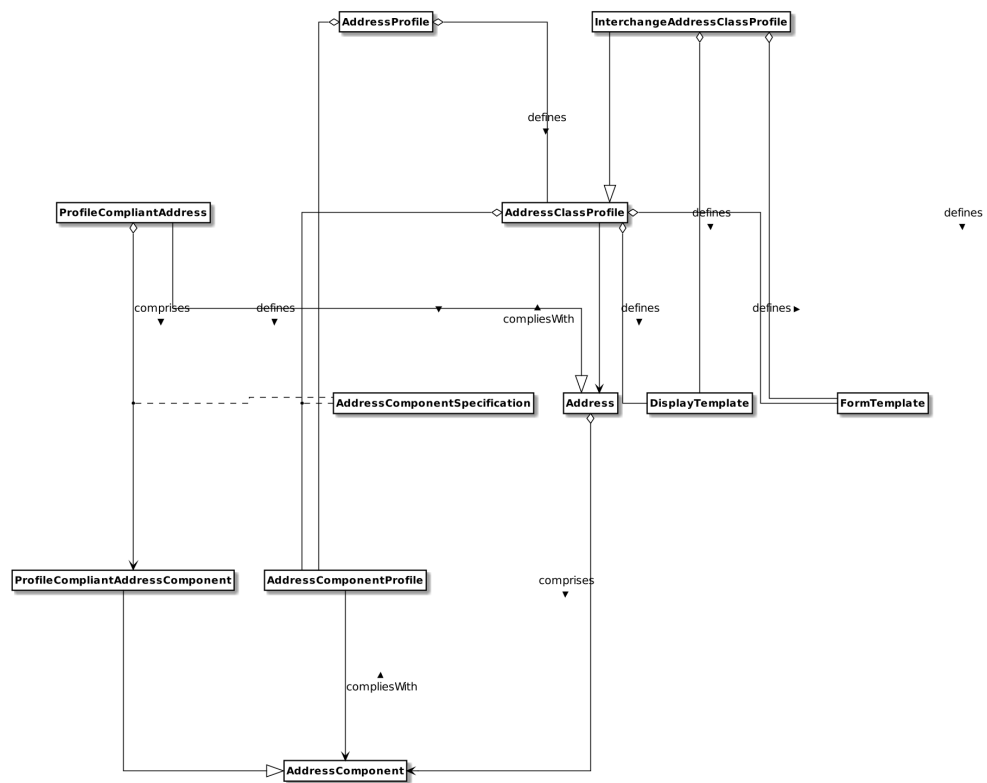 AddressProfile
InterchangeAddressClassProfile
defines
ProfileCompliantAddress
AddressClassProfile
defines
defines
comprises
defines
compliesWith
defines
defines
AddressComponentSpecification
Address
DisplayTemplate
FormTemplate
ProfileCompliantAddressComponent
AddressComponentProfile
comprises
compliesWith
AddressComponent